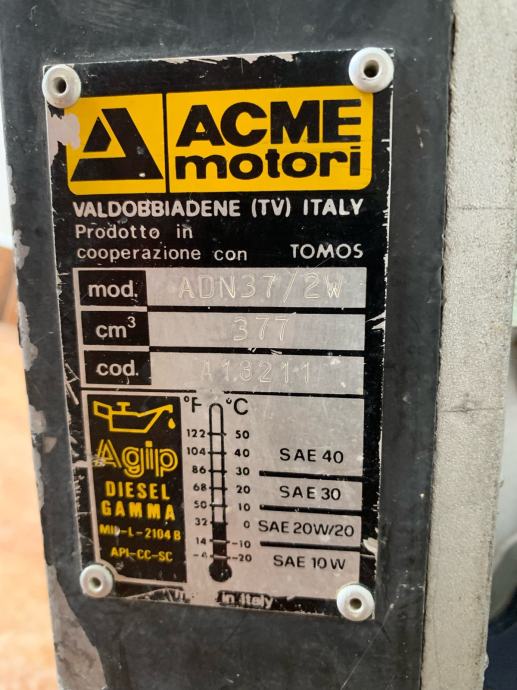 ACME
motori
VALDOBBIADENE (TV) ITALY
Prodotto in
cooperazione con TOMOS
mod. ADN37/2W
cm³ 377
cod. A13211
°F °C
122 50
104 40
86 30
68 20
50 10
32 0
14 -10
-4 -20
SAE 40
SAE 30
SAE 20W/20
SAE 10W
Agip
DIESEL
GAMMA
MIL-L-2104B
API-CC-SC
in Italy